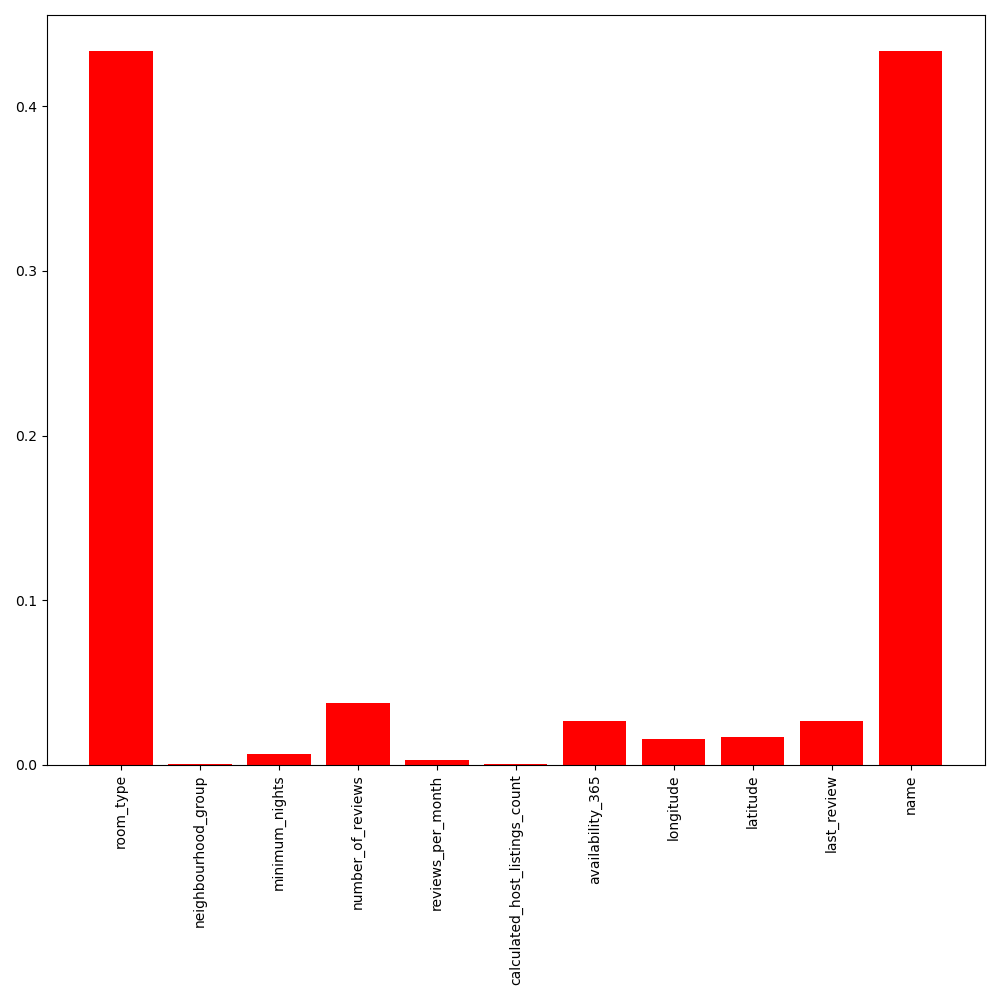 0.4
0.3
0.2
0.1
0.0
room_type
neighbourhood_group
minimum_nights
number_of_reviews
reviews_per_month
calculated_host_listings_count
availability_365
longitude
latitude
last_review
name